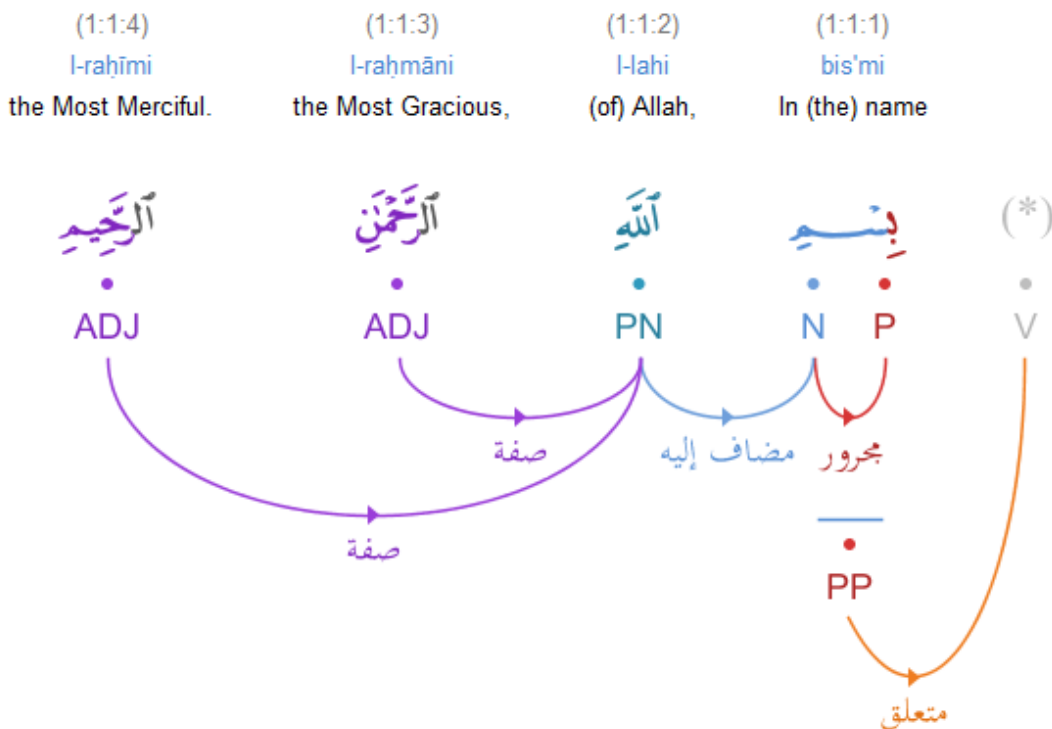 (1:1:4) (1:1:3) (1:1:2) (1:1:1)
l-raḥīmi l-raḥmāni l-lahi bis'mi
the Most Merciful. the Most Gracious, (of) Allah, In (the) name
(*) بِسْمِ ٱللَّهِ ٱلرَّحْمَٰنِ ٱلرَّحِيمِ
ADJ ADJ PN N P V
صفة مضاف إليه مجرور
صفة
PP
متعلق